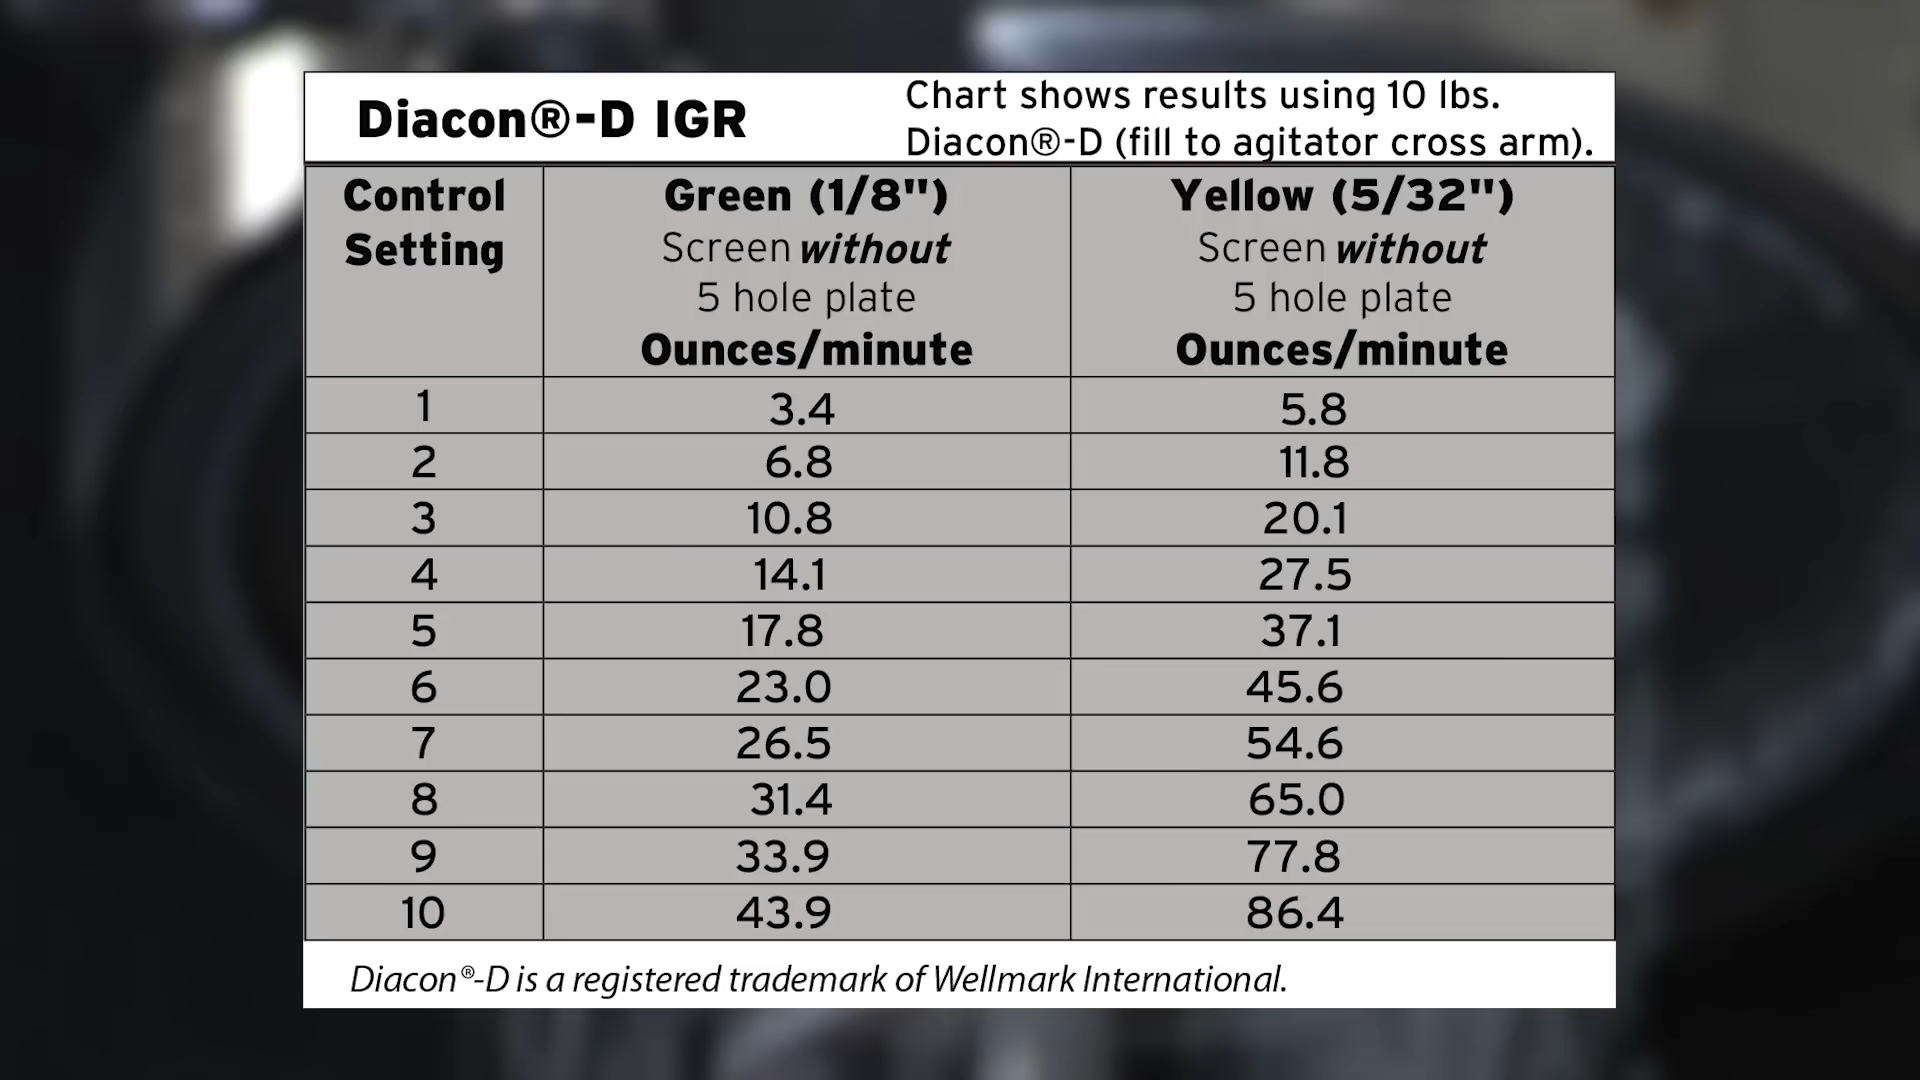 Diacon®-D IGR
Chart shows results using 10 lbs.
Diacon®-D (fill to agitator cross arm).
Control Setting
Green (1/8")
Screen without
5 hole plate
Ounces/minute
Yellow (5/32")
Screen without
5 hole plate
Ounces/minute
1 3.4 5.8
2 6.8 11.8
3 10.8 20.1
4 14.1 27.5
5 17.8 37.1
6 23.0 45.6
7 26.5 54.6
8 31.4 65.0
9 33.9 77.8
10 43.9 86.4
Diacon®-D is a registered trademark of Wellmark International.